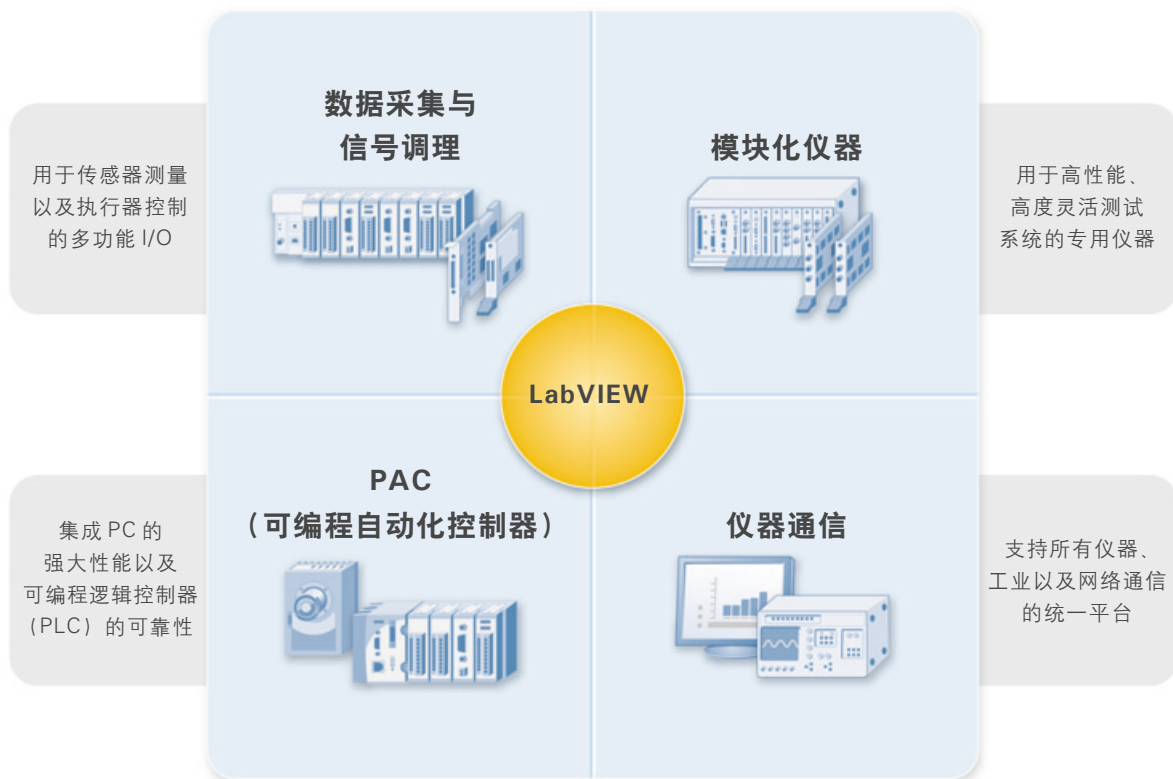 数据采集与
信号调理
用于传感器测量
以及执行器控制
的多功能 I/O
模块化仪器
用于高性能、
高度灵活测试
系统的专用仪器
LabVIEW
PAC
（可编程自动化控制器）
集成 PC 的
强大性能以及
可编程逻辑控制器
（PLC）的可靠性
仪器通信
支持所有仪器、
工业以及网络通信
的统一平台